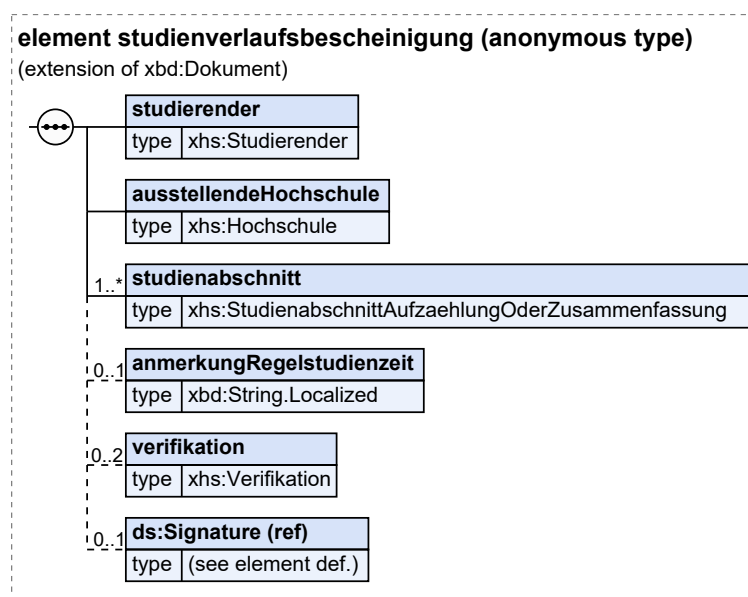 element studienverlaufsbescheinigung (anonymous type)
(extension of xbd:Dokument)
studierender
type xhs:Studierender
ausstellendeHochschule
type xhs:Hochschule
1..* studienabschnitt
type xhs:StudienabschnittAufzaehlungOderZusammenfassung
0..1 anmerkungRegelstudienzeit
type xbd:String.Localized
0..2 verifikation
type xhs:Verifikation
0..1 ds:Signature (ref)
type (see element def.)